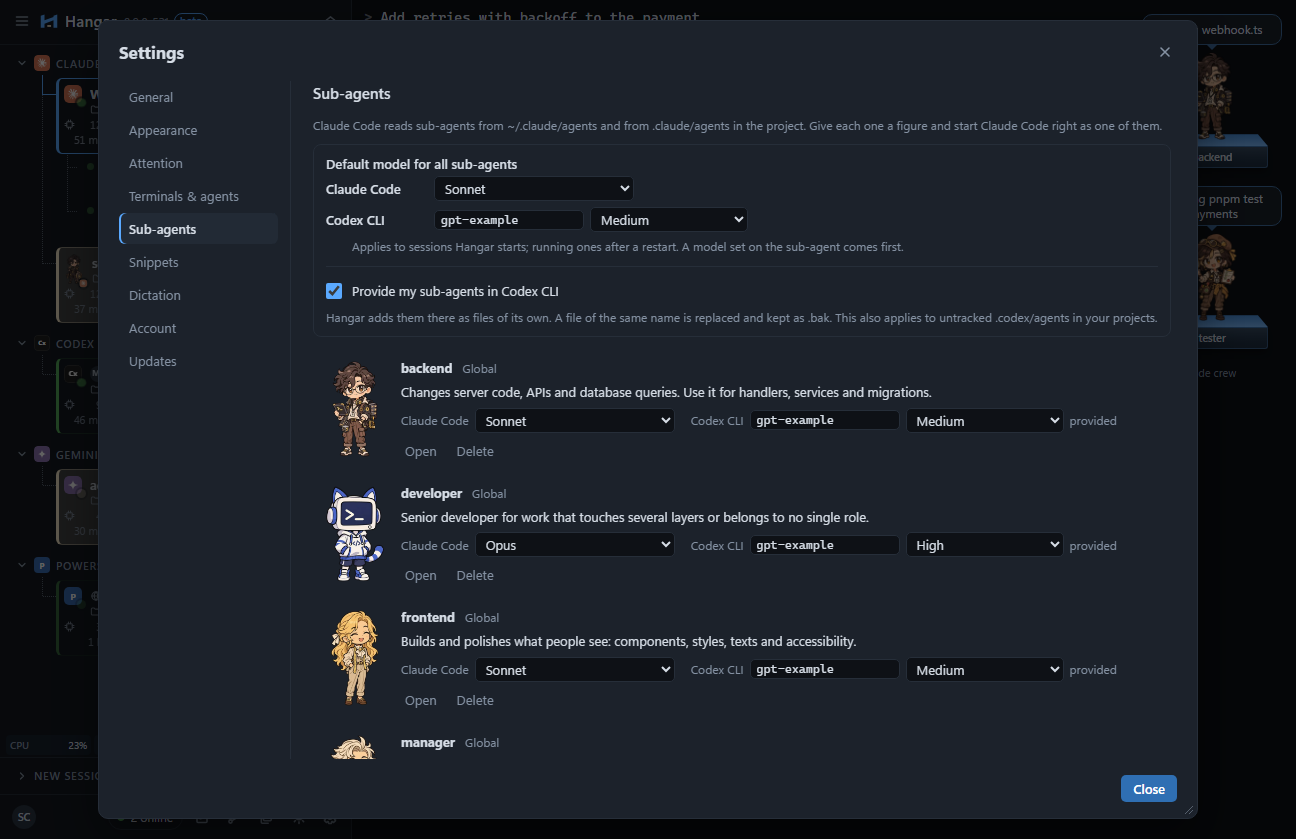 > Add retries with backoff to the payment
webhook.ts
Settings
General
Appearance
Attention
Terminals & agents
Sub-agents
Snippets
Dictation
Account
Updates
Sub-agents
Claude Code reads sub-agents from ~/.claude/agents and from .claude/agents in the project. Give each one a figure and start Claude Code right as one of them.
Default model for all sub-agents
Claude Code Sonnet
Codex CLI gpt-example Medium
Applies to sessions Hangar starts; running ones after a restart. A model set on the sub-agent comes first.
Provide my sub-agents in Codex CLI
Hangar adds them there as files of its own. A file of the same name is replaced and kept as .bak. This also applies to untracked .codex/agents in your projects.
backend Global
Changes server code, APIs and database queries. Use it for handlers, services and migrations.
Claude Code Sonnet Codex CLI gpt-example Medium provided
Open Delete
developer Global
Senior developer for work that touches several layers or belongs to no single role.
Claude Code Opus Codex CLI gpt-example High provided
Open Delete
frontend Global
Builds and polishes what people see: components, styles, texts and accessibility.
Claude Code Sonnet Codex CLI gpt-example Medium provided
Open Delete
manager Global
Close
CLAUDE
51 m
37 m
CODEX
Cx
46 m
GEMINI
30 m
POWER
P
CPU 23%
NEW SESSIO
SC
2 online
pnpm test
tester
crew